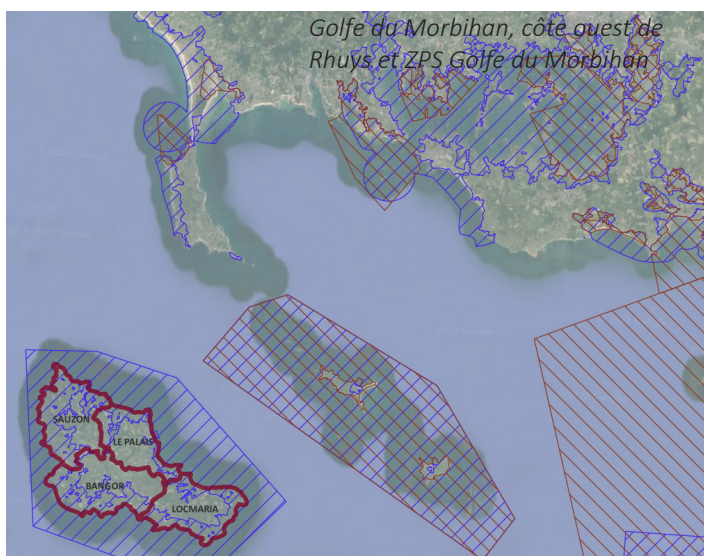 Golfe du Morbihan, côte ouest de
Rhuys et ZPS Golfe du Morbihan
SAUZON
LE PALAIS
BANGOR
LOCMARIA